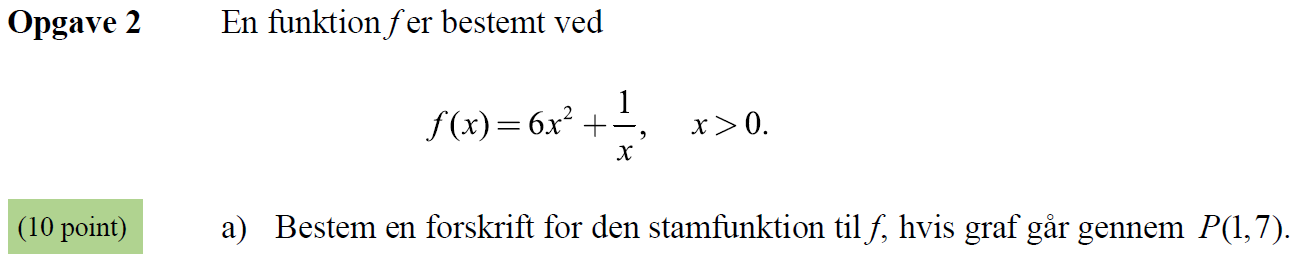 Opgave 2 En funktion f er bestemt ved
f(x) = 6x² + 1/x, x > 0.
(10 point) a) Bestem en forskrift for den stamfunktion til f, hvis graf går gennem P(1,7).